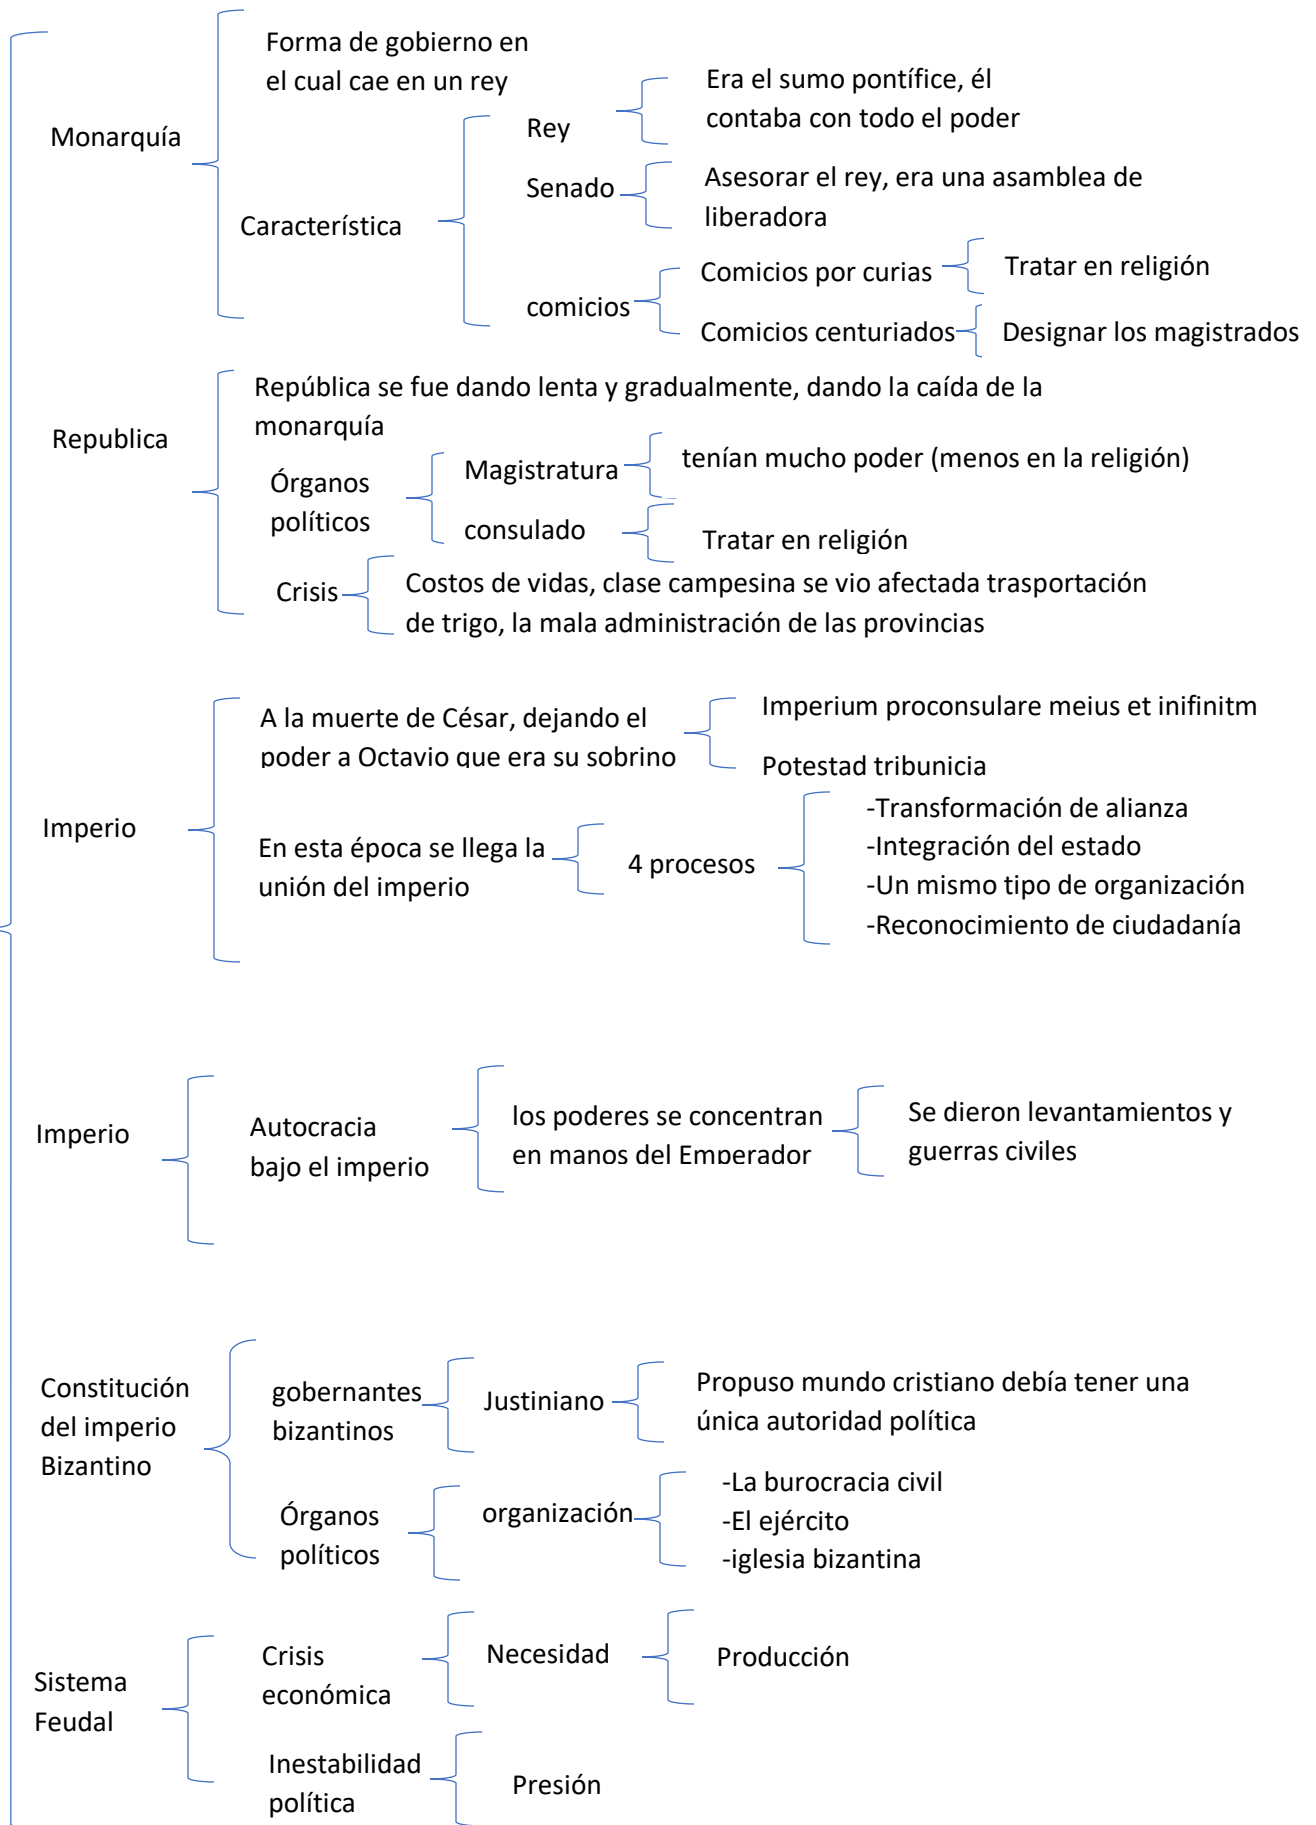 Monarquía
Forma de gobierno en
el cual cae en un rey
Característica
Rey
Era el sumo pontífice, él
contaba con todo el poder
Senado
Asesorar el rey, era una asamblea de
liberadora
comicios
Comicios por curias
Tratar en religión
Comicios centuriados
Designar los magistrados
Republica
República se fue dando lenta y gradualmente, dando la caída de la
monarquía
Órganos
políticos
Magistratura
tenían mucho poder (menos en la religión)
consulado
Tratar en religión
Crisis
Costos de vidas, clase campesina se vio afectada trasportación
de trigo, la mala administración de las provincias
Imperio
A la muerte de César, dejando el
poder a Octavio que era su sobrino
Imperium proconsulare meius et inifinitm
Potestad tribunicia
En esta época se llega la
unión del imperio
4 procesos
-Transformación de alianza
-Integración del estado
-Un mismo tipo de organización
-Reconocimiento de ciudadanía
Imperio
Autocracia
bajo el imperio
los poderes se concentran
en manos del Emperador
Se dieron levantamientos y
guerras civiles
Constitución
del imperio
Bizantino
gobernantes
bizantinos
Justiniano
Propuso mundo cristiano debía tener una
única autoridad política
Órganos
políticos
organización
-La burocracia civil
-El ejército
-iglesia bizantina
Sistema
Feudal
Crisis
económica
Necesidad
Producción
Inestabilidad
política
Presión